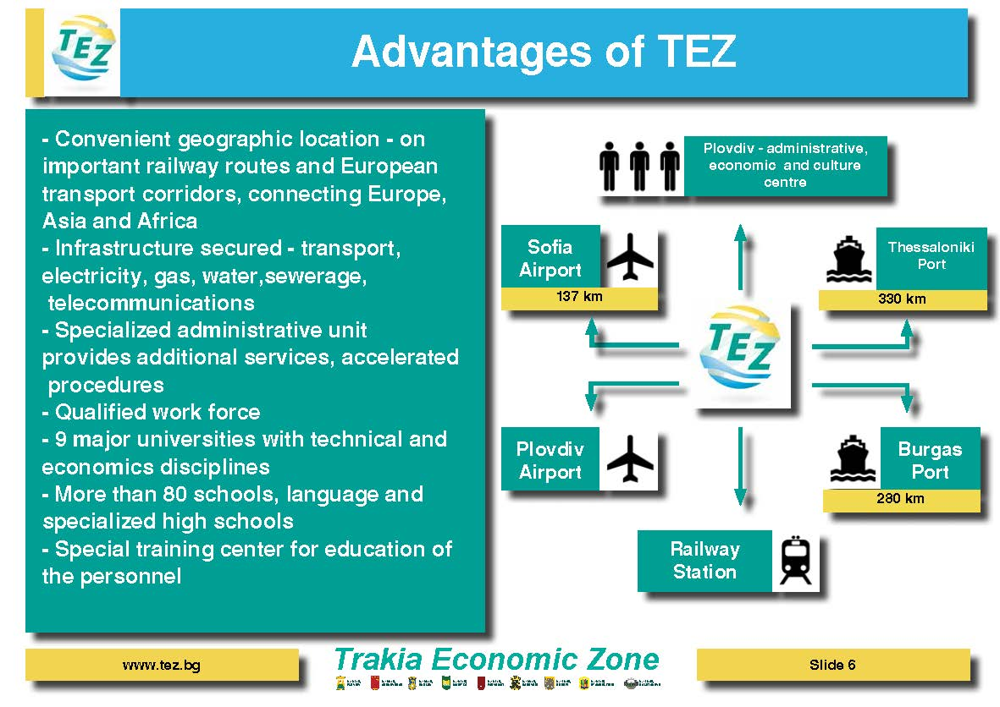 TEZ
Advantages of TEZ
- Convenient geographic location - on
important railway routes and European
transport corridors, connecting Europe,
Asia and Africa
- Infrastructure secured - transport,
electricity, gas, water,sewerage,
telecommunications
- Specialized administrative unit
provides additional services, accelerated
procedures
- Qualified work force
- 9 major universities with technical and
economics disciplines
- More than 80 schools, language and
specialized high schools
- Special training center for education of
the personnel
Plovdiv - administrative,
economic and culture
centre
Sofia
Airport
137 km
Thessaloniki
Port
330 km
TEZ
Plovdiv
Airport
Burgas
Port
280 km
Railway
Station
www.tez.bg
Trakia Economic Zone
Slide 6